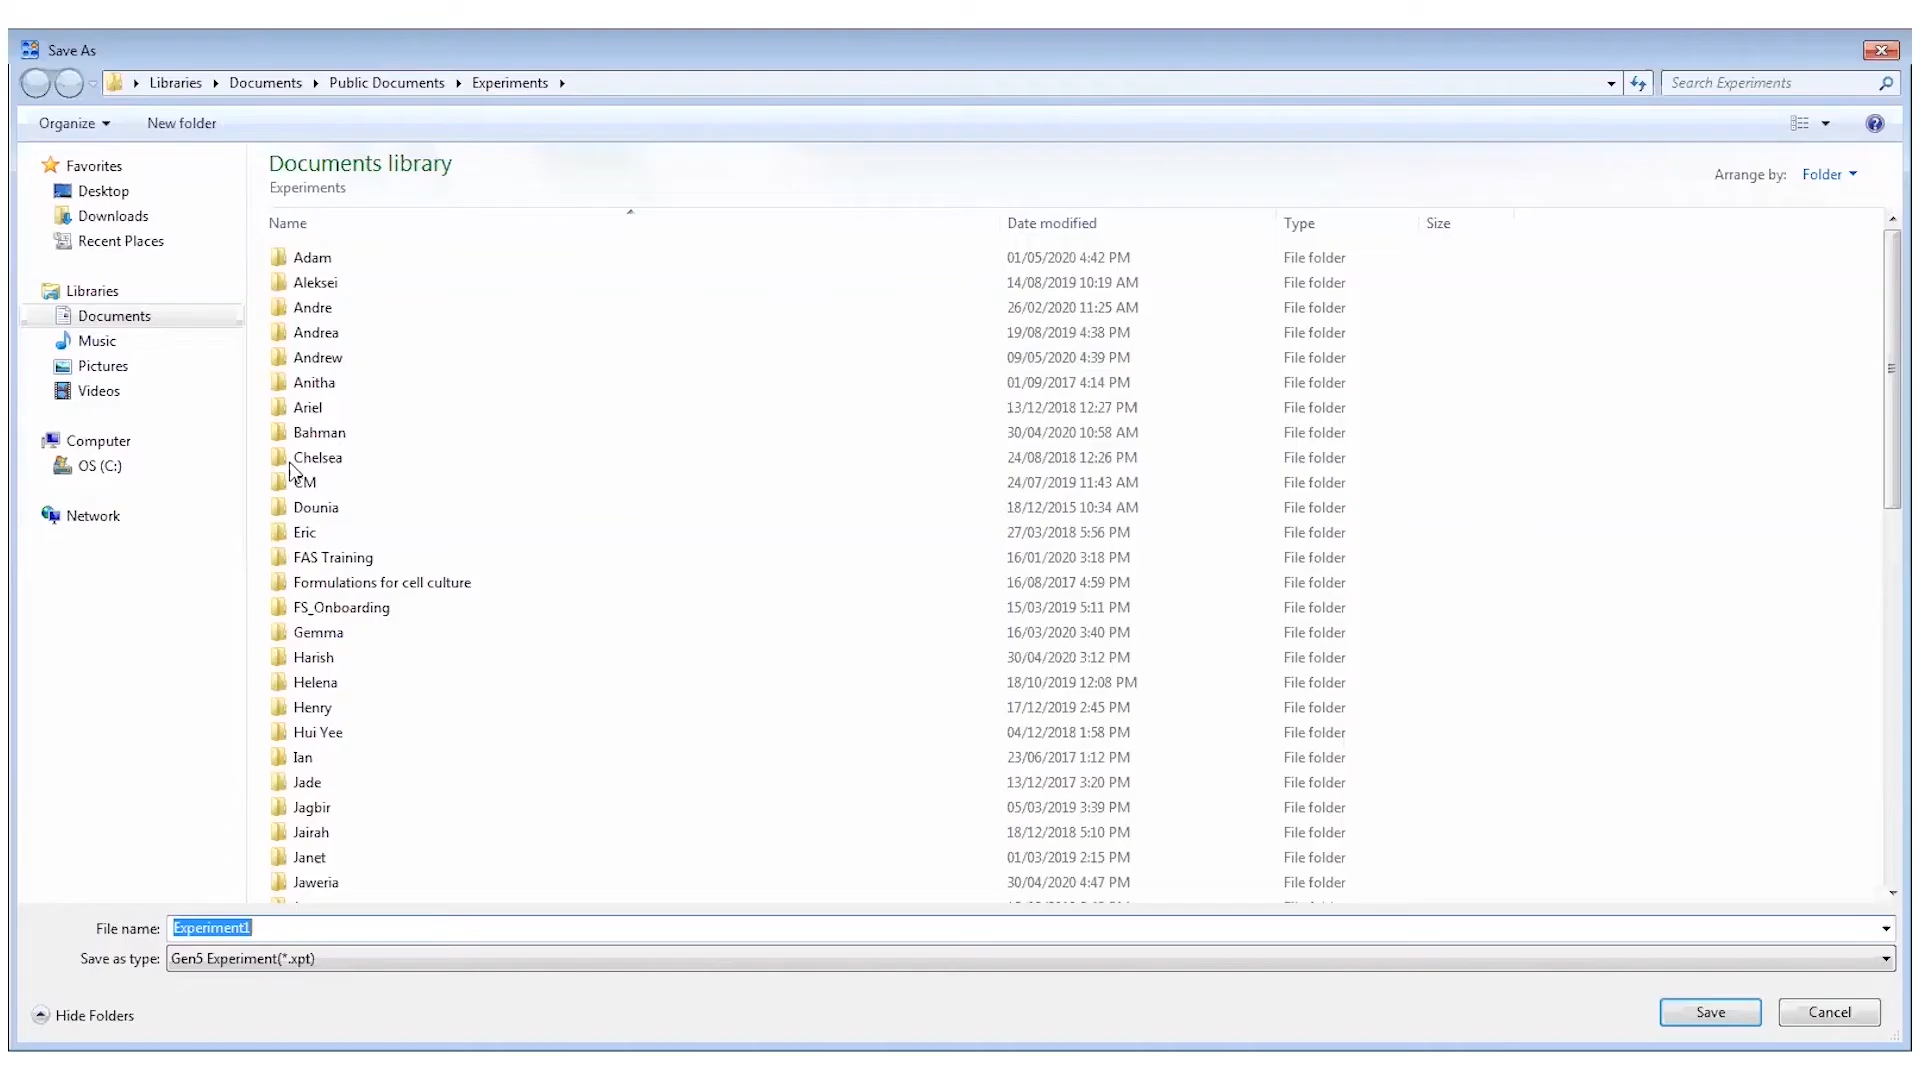 Save As
Libraries Documents Public Documents Experiments
Search Experiments
Organize New folder
Favorites
Desktop
Downloads
Recent Places
Libraries
Documents
Music
Pictures
Videos
Computer
OS (C:)
Network
Documents library
Experiments
Arrange by: Folder
Name Date modified Type Size
Adam 01/05/2020 4:42 PM File folder
Aleksei 14/08/2019 10:19 AM File folder
Andre 26/02/2020 11:25 AM File folder
Andrea 19/08/2019 4:38 PM File folder
Andrew 09/05/2020 4:39 PM File folder
Anitha 01/09/2017 4:14 PM File folder
Ariel 13/12/2018 12:27 PM File folder
Bahman 30/04/2020 10:58 AM File folder
Chelsea 24/08/2018 12:26 PM File folder
CM 24/07/2019 11:43 AM File folder
Dounia 18/12/2015 10:34 AM File folder
Eric 27/03/2018 5:56 PM File folder
FAS Training 16/01/2020 3:18 PM File folder
Formulations for cell culture 16/08/2017 4:59 PM File folder
FS_Onboarding 15/03/2019 5:11 PM File folder
Gemma 16/03/2020 3:40 PM File folder
Harish 30/04/2020 3:12 PM File folder
Helena 18/10/2019 12:08 PM File folder
Henry 17/12/2019 2:45 PM File folder
Hui Yee 04/12/2018 1:58 PM File folder
Ian 23/06/2017 1:12 PM File folder
Jade 13/12/2017 3:20 PM File folder
Jagbir 05/03/2019 3:39 PM File folder
Jairah 18/12/2018 5:10 PM File folder
Janet 01/03/2019 2:15 PM File folder
Jaweria 30/04/2020 4:47 PM File folder
File name: Experiment1
Save as type: Gen5 Experiment(*.xpt)
Hide Folders
Save Cancel